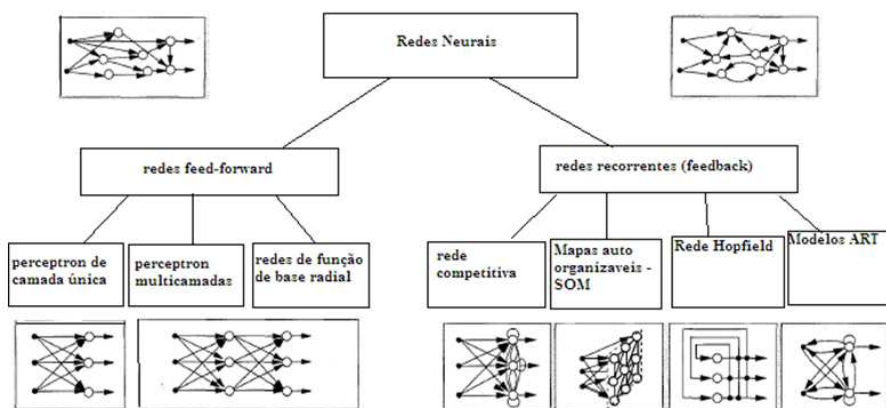 Redes Neurais
redes feed-forward
redes recorrentes (feedback)
perceptron de
camada única
perceptron
multicamadas
redes de função
de base radial
rede
competitiva
Mapas auto
organizaveis -
SOM
Rede Hopfield
Modelos ART